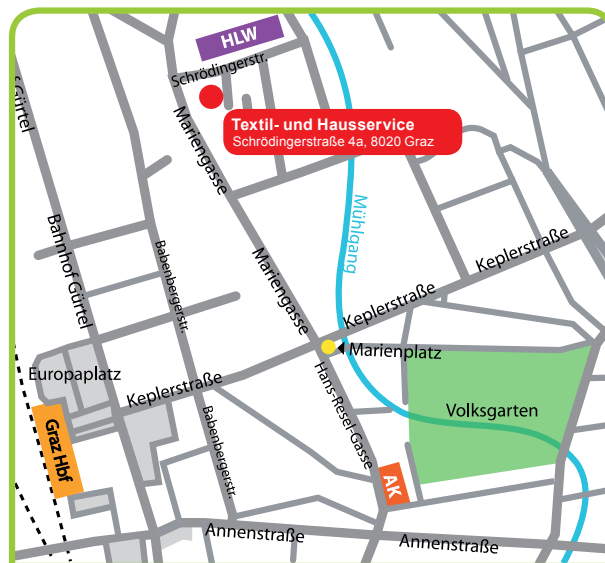 HLW
Schrödingerstr.
Textil- und Hausservice
Schrödingerstraße 4a, 8020 Graz
f Gürtel
Mariengasse
Mühlgang
Bahnhof Gürtel
Babenbergerstr.
Mariengasse
Keplerstraße
Keplerstraße
Marienplatz
Europaplatz
Keplerstraße
Hans-Resel-Gasse
Volksgarten
Babenbergerstr.
Graz Hbf
AK
Annenstraße
Annenstraße